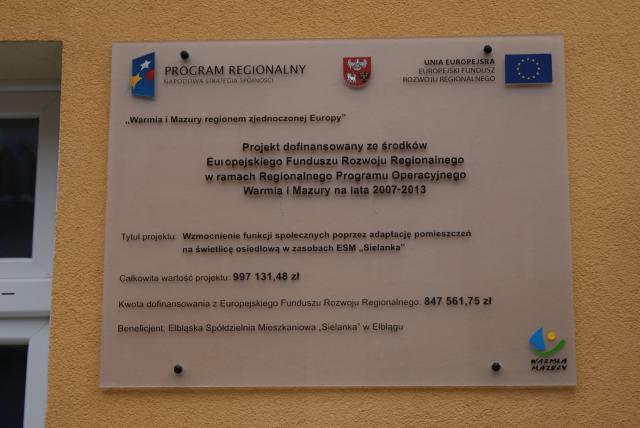 PROGRAM REGIONALNY
NARODOWA STRATEGIA SPÓJNOŚCI
UNIA EUROPEJSKA
EUROPEJSKI FUNDUSZ
ROZWOJU REGIONALNEGO
„Warmia i Mazury regionem zjednoczonej Europy”
Projekt dofinansowany ze środków
Europejskiego Funduszu Rozwoju Regionalnego
w ramach Regionalnego Programu Operacyjnego
Warmia i Mazury na lata 2007-2013
Tytuł projektu: Wzmocnienie funkcji społecznych poprzez adaptację pomieszczeń
na świetlicę osiedlową w zasobach ESM „Sielanka”
Całkowita wartość projektu: 997 131,48 zł
Kwota dofinansowania z Europejskiego Funduszu Rozwoju Regionalnego: 847 561,75 zł
Beneficjent: Elbląska Spółdzielnia Mieszkaniowa „Sielanka” w Elblągu
WARMIA
MAZURY